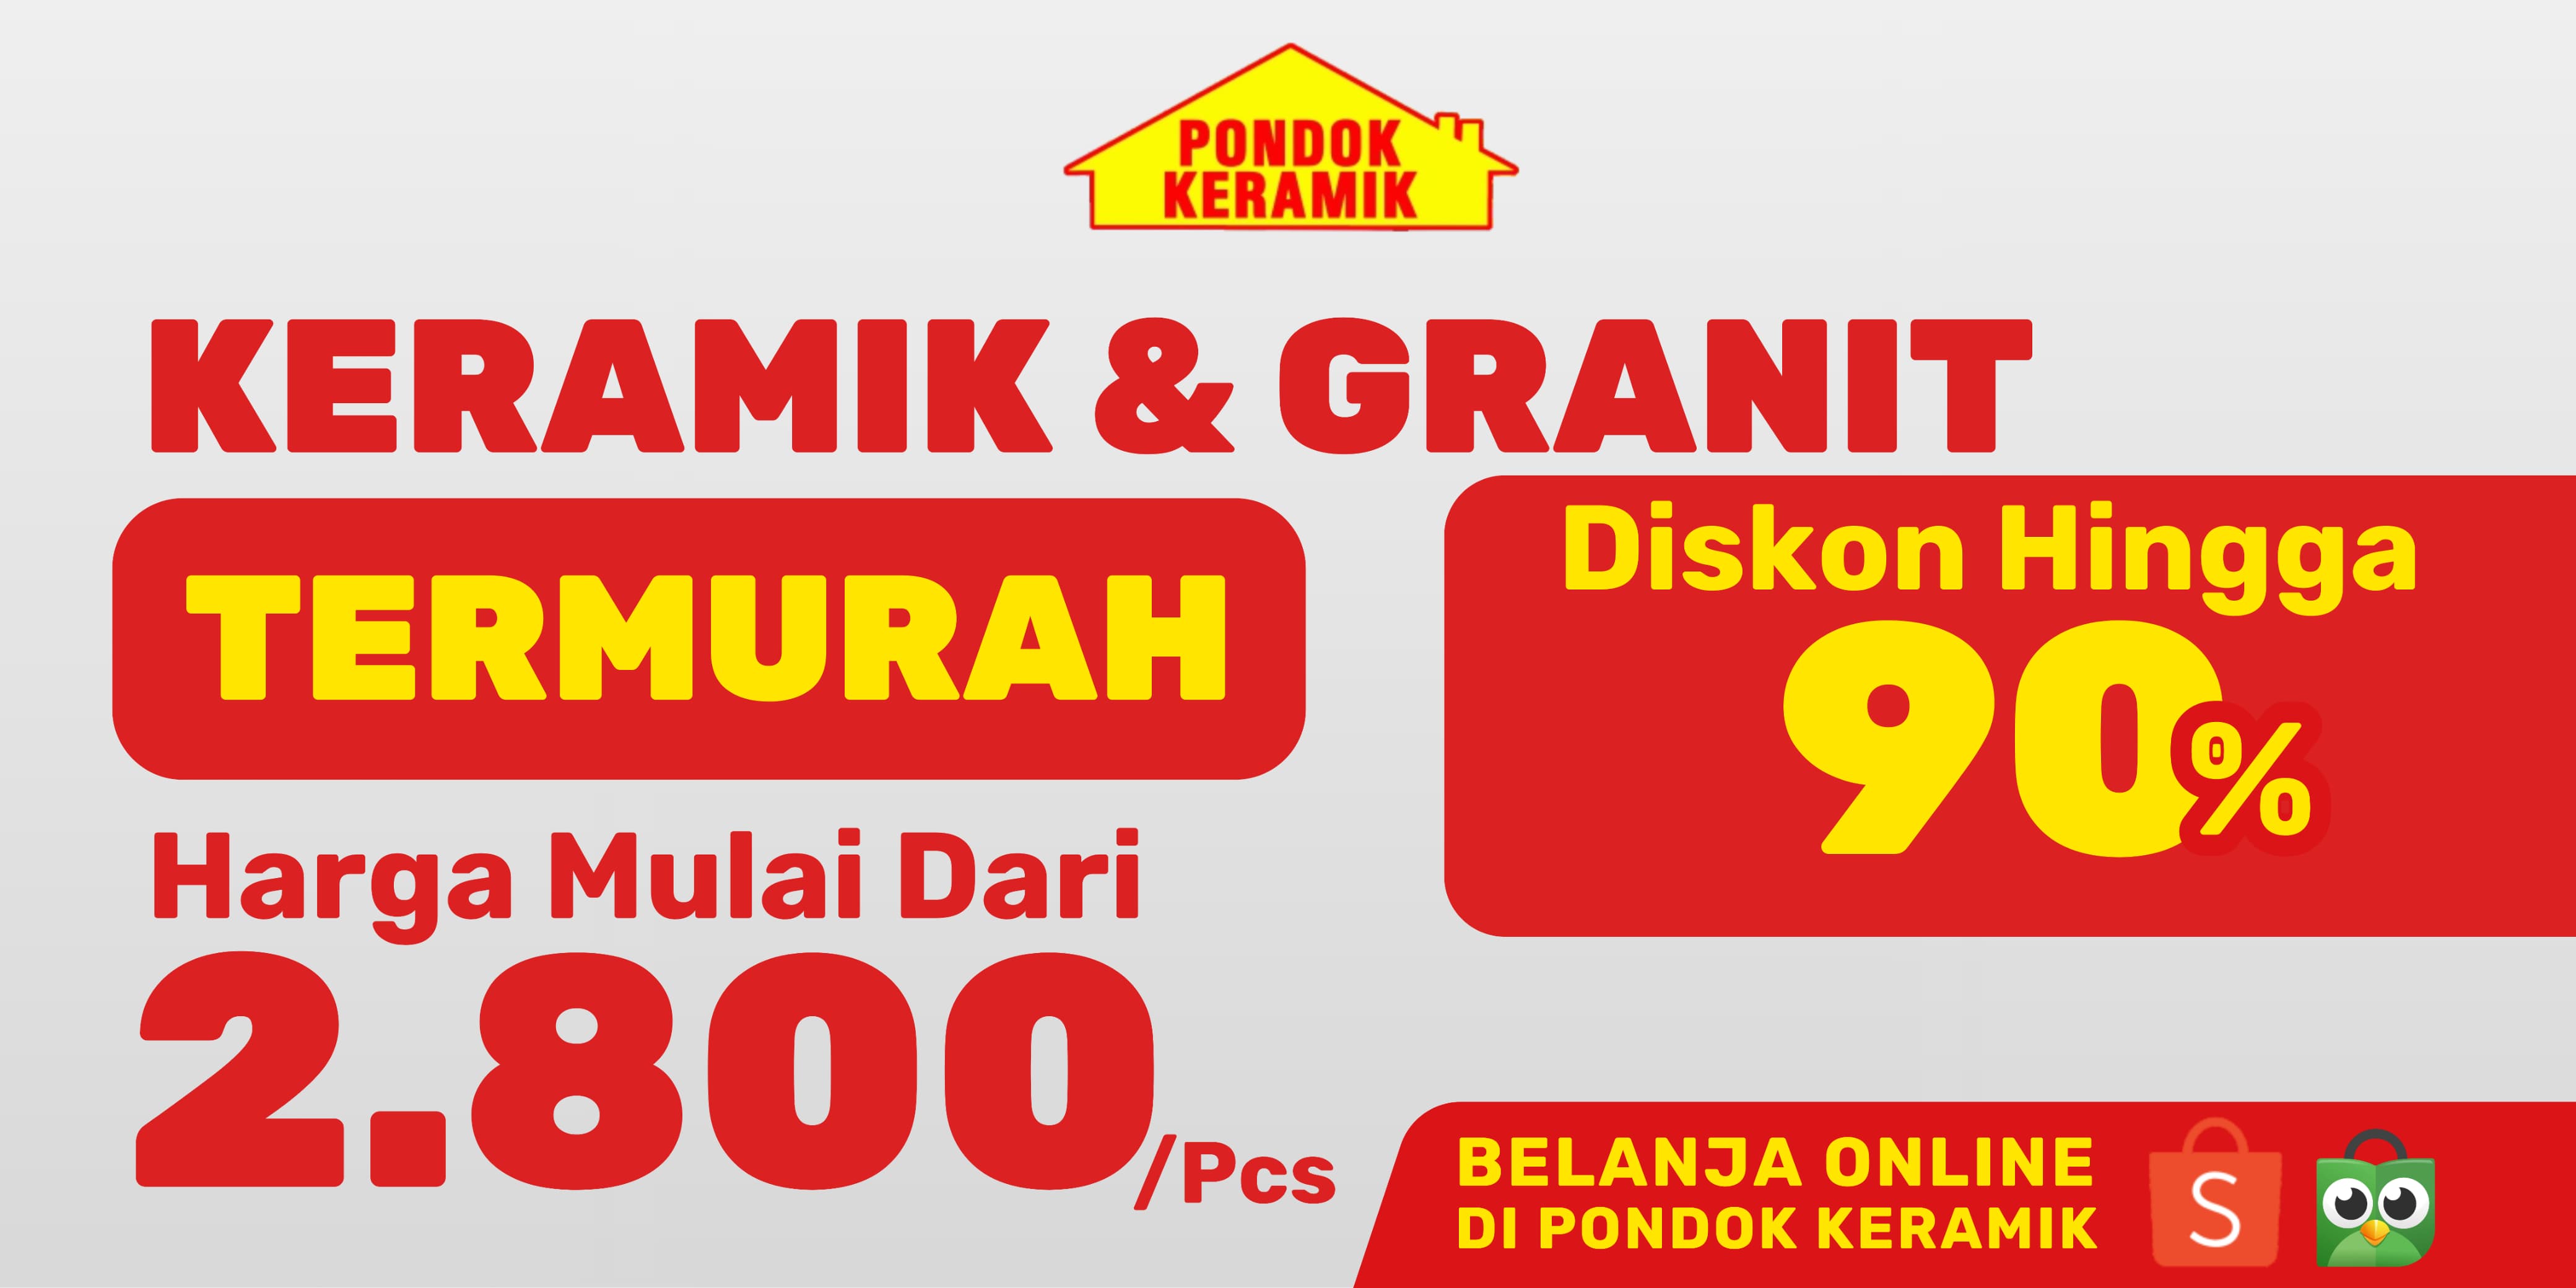 PONDOK
KERAMIK
KERAMIK & GRANIT
TERMURAH
Diskon Hingga
90%
Harga Mulai Dari
2.800/Pcs
BELANJA ONLINE
DI PONDOK KERAMIK
S